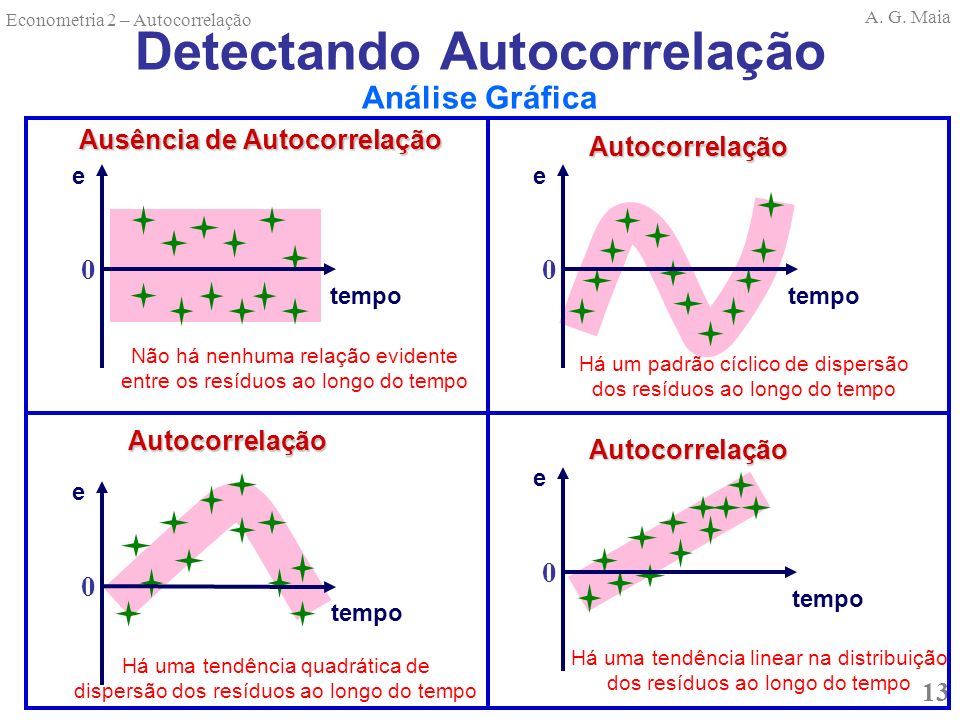 Econometria 2 – Autocorrelação
A. G. Maia
Detectando Autocorrelação
Análise Gráfica
Ausência de Autocorrelação
e
0
tempo
Não há nenhuma relação evidente
entre os resíduos ao longo do tempo
Autocorrelação
e
0
tempo
Há um padrão cíclico de dispersão
dos resíduos ao longo do tempo
Autocorrelação
e
0
tempo
Há uma tendência quadrática de
dispersão dos resíduos ao longo do tempo
Autocorrelação
e
0
tempo
Há uma tendência linear na distribuição
dos resíduos ao longo do tempo
13